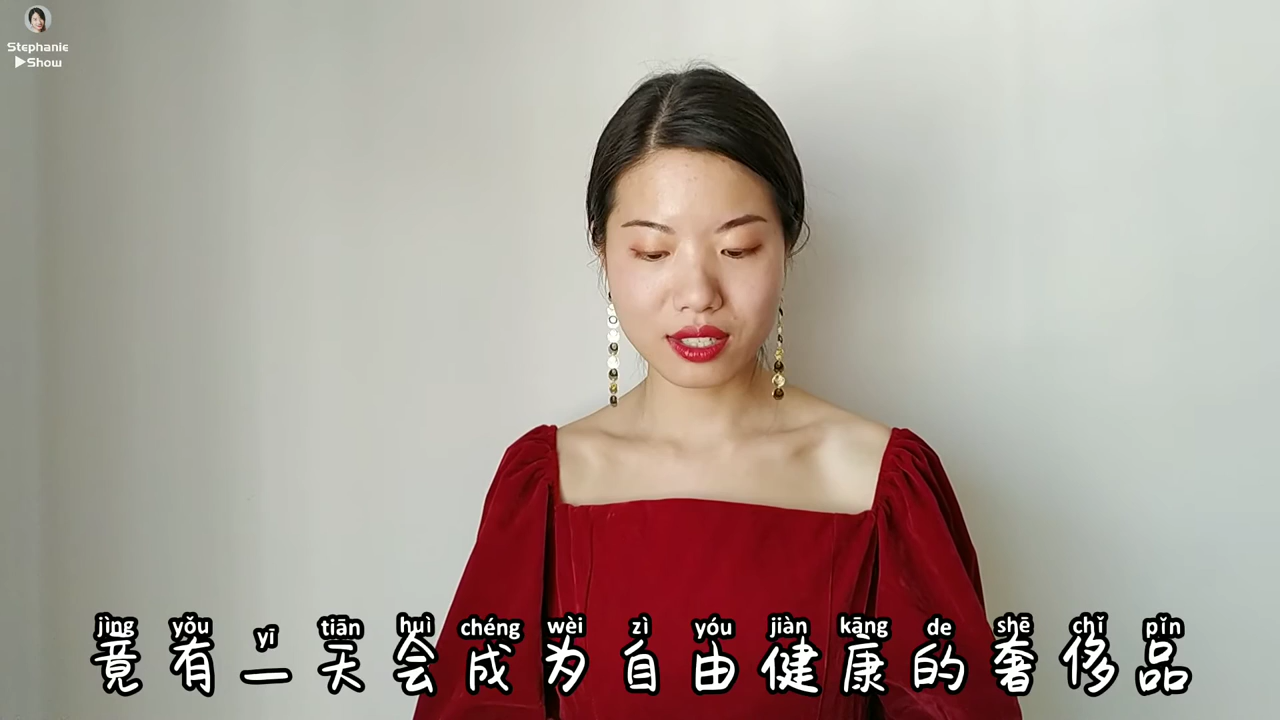 Stephanie
Show
jìng yǒu yī tiān huì chéng wèi zì yóu jiàn kāng de shē chǐ pǐn
竟有一天会成为自由健康的奢侈品